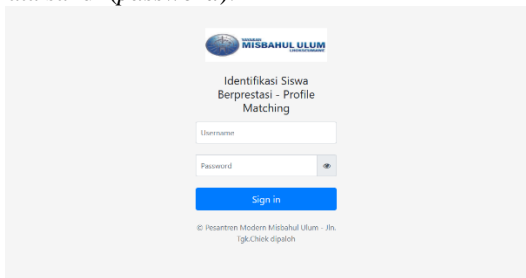 YAYASAN
MISBAHUL ULUM
Identifikasi Siswa
Berprestasi - Profile
Matching
Username
Password
Sign in
© Pesantren Modern Misbahul Ulum - Jln.
Tgk.Chiek dipaloh